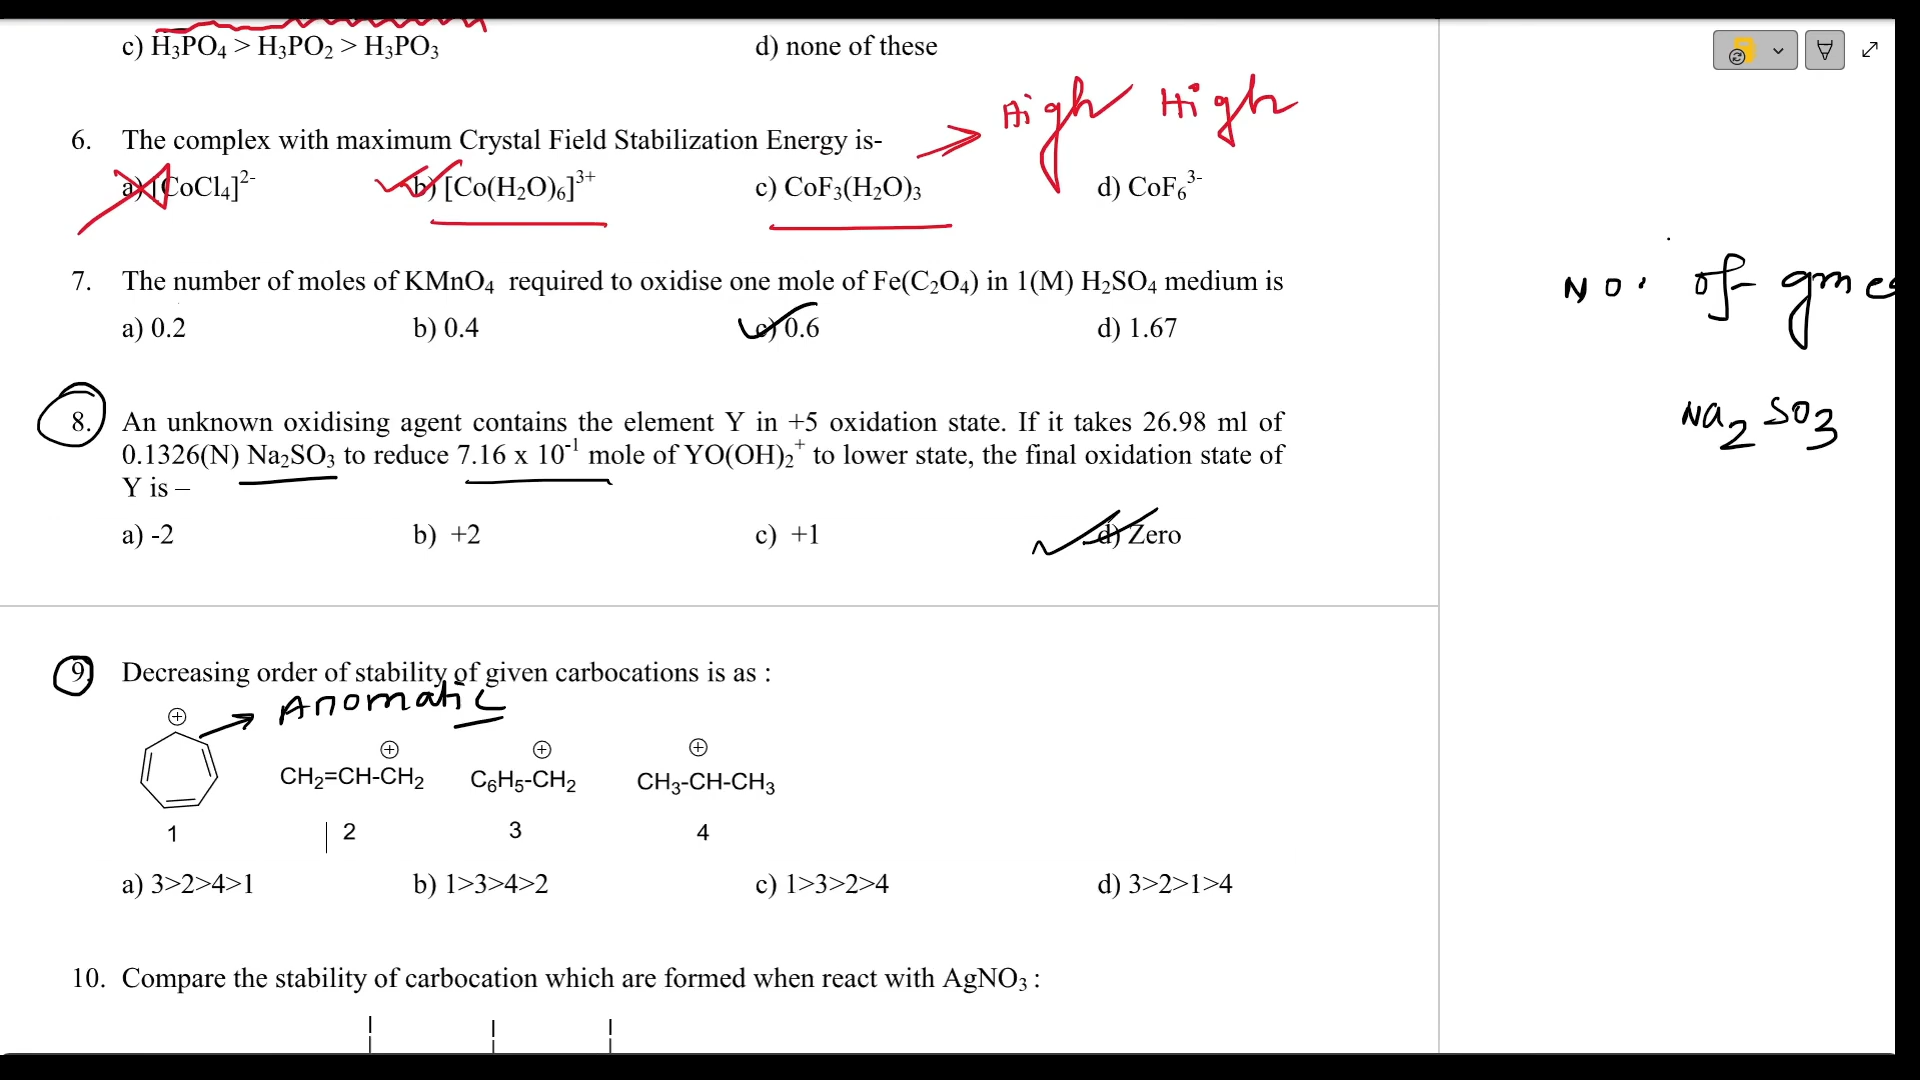 c) H₃PO₄ > H₃PO₂ > H₃PO₃ d) none of these
High High
6. The complex with maximum Crystal Field Stabilization Energy is-
a) [CoCl₄]²⁻ b) [Co(H₂O)₆]³⁺ c) CoF₃(H₂O)₃ d) CoF₆³⁻
7. The number of moles of KMnO₄ required to oxidise one mole of Fe(C₂O₄) in 1(M) H₂SO₄ medium is
a) 0.2 b) 0.4 c) 0.6 d) 1.67
No. of gme
Na₂SO₃
8. An unknown oxidising agent contains the element Y in +5 oxidation state. If it takes 26.98 ml of
0.1326(N) Na₂SO₃ to reduce 7.16 x 10⁻¹ mole of YO(OH)₂⁺ to lower state, the final oxidation state of
Y is –
a) -2 b) +2 c) +1 d) Zero
9. Decreasing order of stability of given carbocations is as :
Aromatic
⊕ ⊕ ⊕ ⊕
CH₂=CH-CH₂ C₆H₅-CH₂ CH₃-CH-CH₃
1 2 3 4
a) 3>2>4>1 b) 1>3>4>2 c) 1>3>2>4 d) 3>2>1>4
10. Compare the stability of carbocation which are formed when react with AgNO₃ :